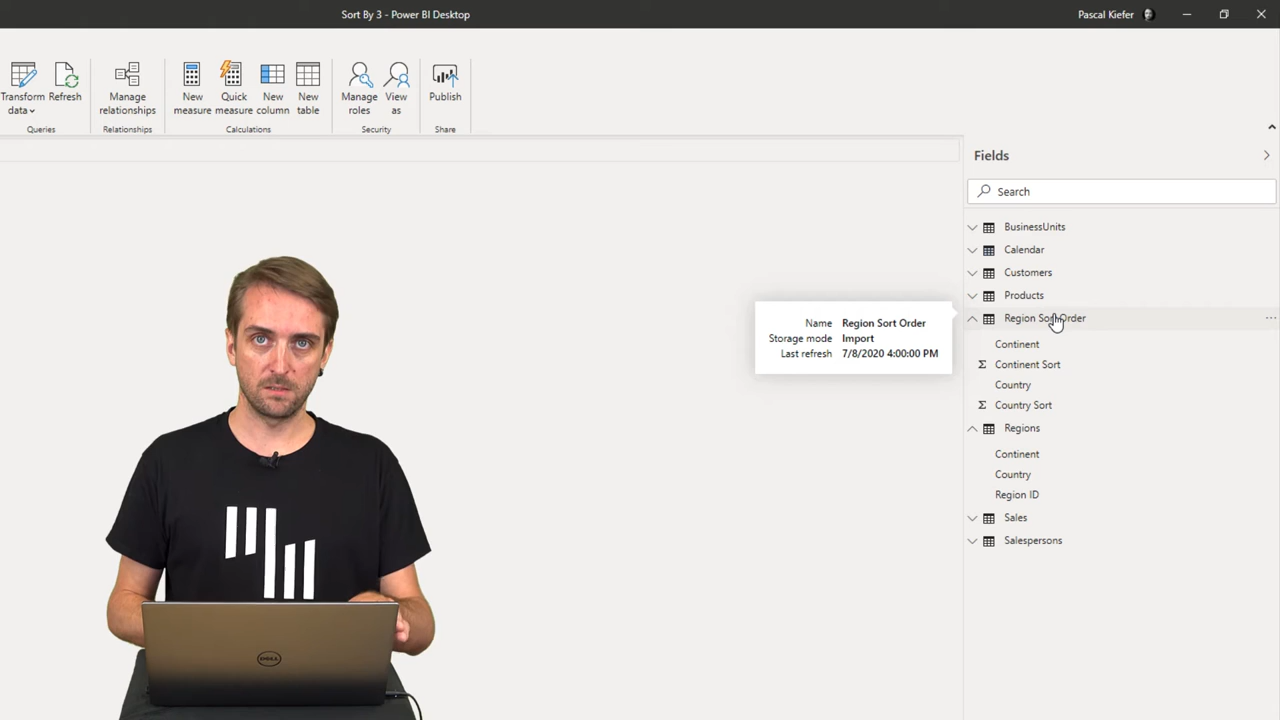 Sort By 3 - Power BI Desktop
Pascal Kiefer
Transform data
Refresh
Manage relationships
New measure
Quick measure
New column
New table
Manage roles
View as
Publish
Queries
Relationships
Calculations
Security
Share
Fields
Search
BusinessUnits
Calendar
Customers
Products
Region Sort Order
Name Region Sort Order
Storage mode Import
Last refresh 7/8/2020 4:00:00 PM
Continent
Σ Continent Sort
Country
Σ Country Sort
Regions
Continent
Country
Region ID
Sales
Salespersons
DELL